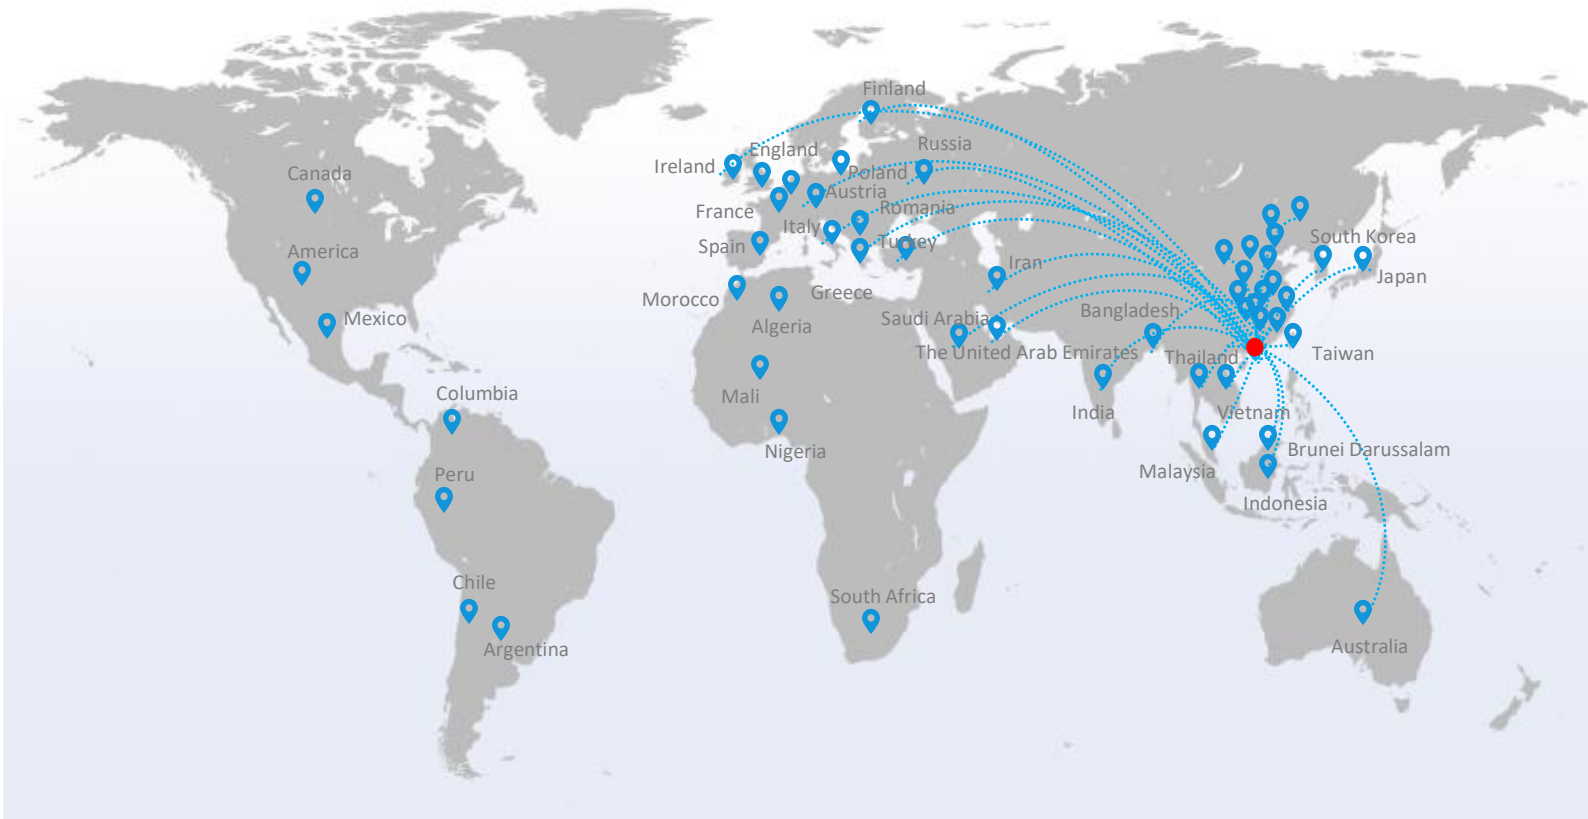 Finland
England
Russia
Ireland
Poland
Canada
Austria
France
Romania
Italy
South Korea
Spain
Turkey
America
Iran
Japan
Morocco
Greece
Mexico
Algeria
Saudi Arabia
Bangladesh
The United Arab Emirates
Thailand
Taiwan
Columbia
Mali
India
Vietnam
Nigeria
Brunei Darussalam
Peru
Malaysia
Indonesia
Chile
South Africa
Argentina
Australia